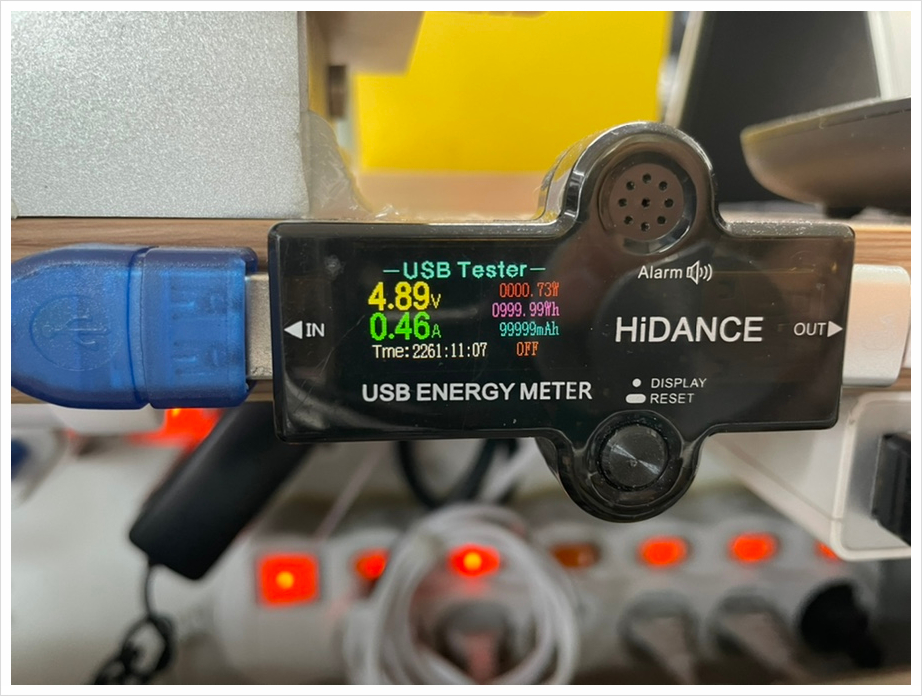 —USB Tester—
4.89V 0000.73W
0999.99Wh
0.46A 99999mAh
Tme: 2261:11:07 OFF
Alarm
IN
HiDANCE
OUT
USB ENERGY METER
DISPLAY
RESET